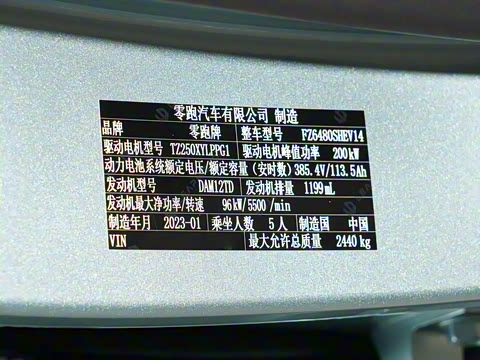 零跑汽车有限公司 制造
品牌 零跑牌 整车型号 FZ6480SHEV14
驱动电机型号 TZ250XYLPPG1 驱动电机峰值功率 200kW
动力电池系统额定电压/额定容量(安时数) 385.4V/113.5Ah
发动机型号 DAM12TD 发动机排量 1199mL
发动机最大净功率/转速 96kW/5500/min
制造年月 2023-01 乘坐人数 5人 制造国 中国
VIN 最大允许总质量 2440kg